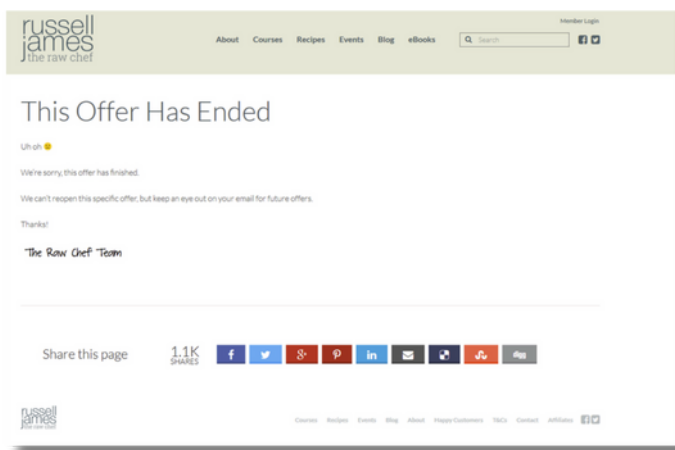 russell
james
the raw chef
Member Login
About Courses Recipes Events Blog eBooks Search
This Offer Has Ended
Uh oh
We're sorry, this offer has finished.
We can't reopen this specific offer, but keep an eye out on your email for future offers.
Thanks!
The Raw Chef Team
Share this page
1.1K
SHARES
russell
james
the raw chef
Courses Recipes Events Blog About Happy Customers T&Cs Contact Affiliates